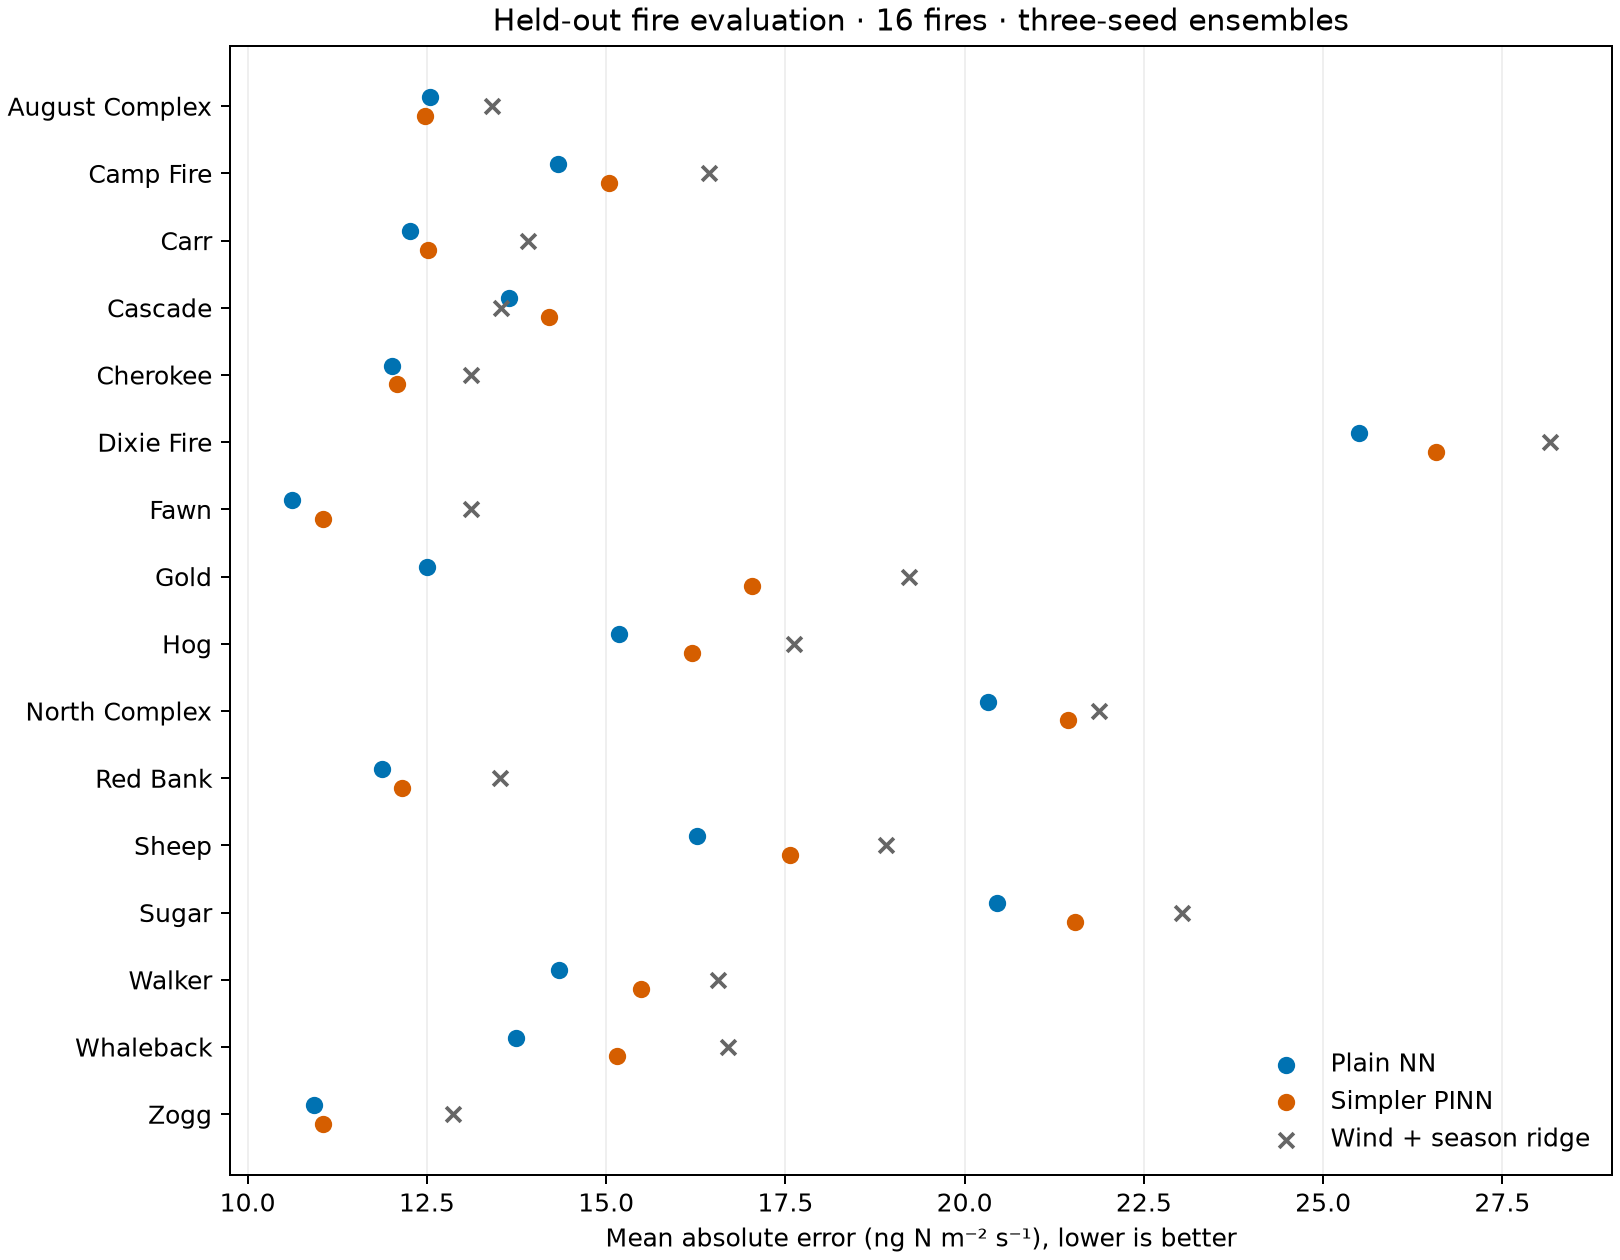 Held-out fire evaluation · 16 fires · three-seed ensembles
August Complex
Camp Fire
Carr
Cascade
Cherokee
Dixie Fire
Fawn
Gold
Hog
North Complex
Red Bank
Sheep
Sugar
Walker
Whaleback
Zogg
Plain NN
Simpler PINN
Wind + season ridge
10.0 12.5 15.0 17.5 20.0 22.5 25.0 27.5
Mean absolute error (ng N m⁻² s⁻¹), lower is better